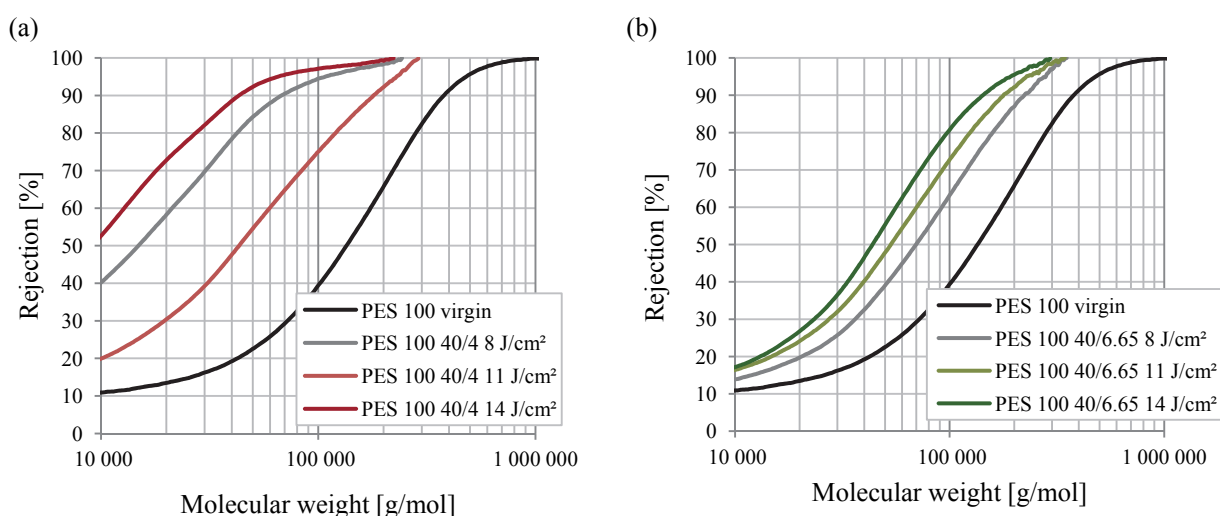 (a)
Rejection [%]
100
90
80
70
60
50
40
30
20
10
0
PES 100 virgin
PES 100 40/4 8 J/cm²
PES 100 40/4 11 J/cm²
PES 100 40/4 14 J/cm²
10 000
100 000
1 000 000
Molecular weight [g/mol]
(b)
Rejection [%]
100
90
80
70
60
50
40
30
20
10
0
PES 100 virgin
PES 100 40/6.65 8 J/cm²
PES 100 40/6.65 11 J/cm²
PES 100 40/6.65 14 J/cm²
10 000
100 000
1 000 000
Molecular weight [g/mol]